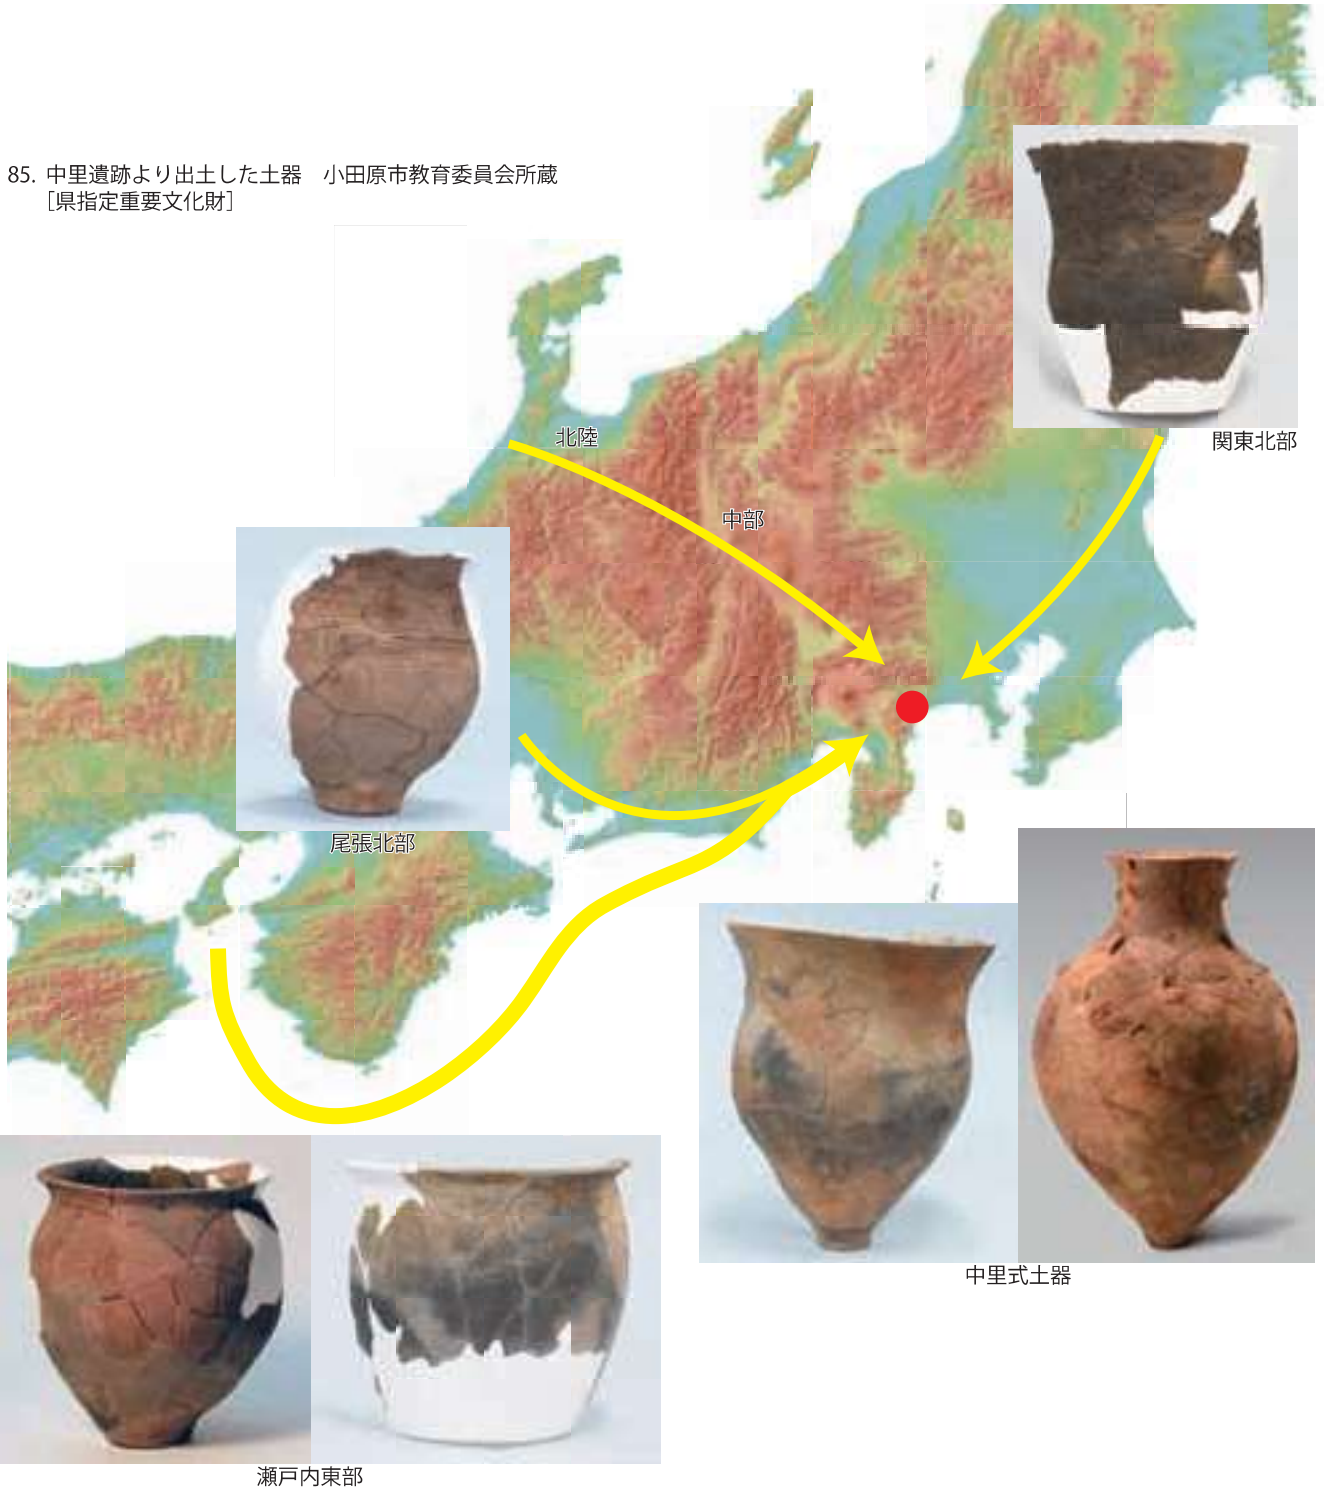 85. 中里遺跡より出土した土器　小田原市教育委員会所蔵
［県指定重要文化財］
関東北部
北陸
中部
尾張北部
中里式土器
瀬戸内東部